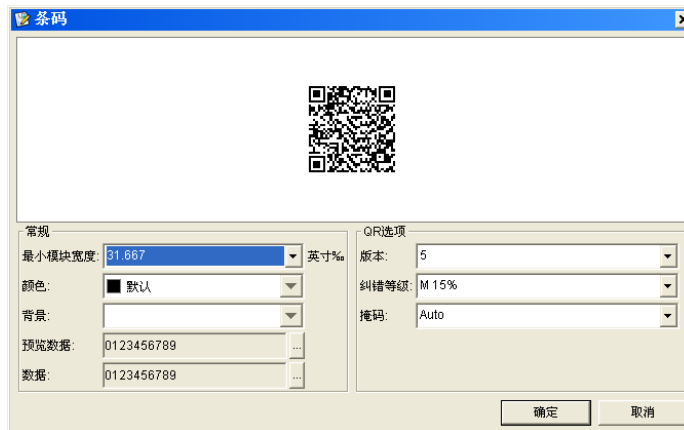 条码
常规
最小模块宽度: 31.667 英寸‰
颜色: 默认
背景:
预览数据: 0123456789 ...
数据: 0123456789 ...
QR选项
版本: 5
纠错等级: M 15%
掩码: Auto
确定 取消